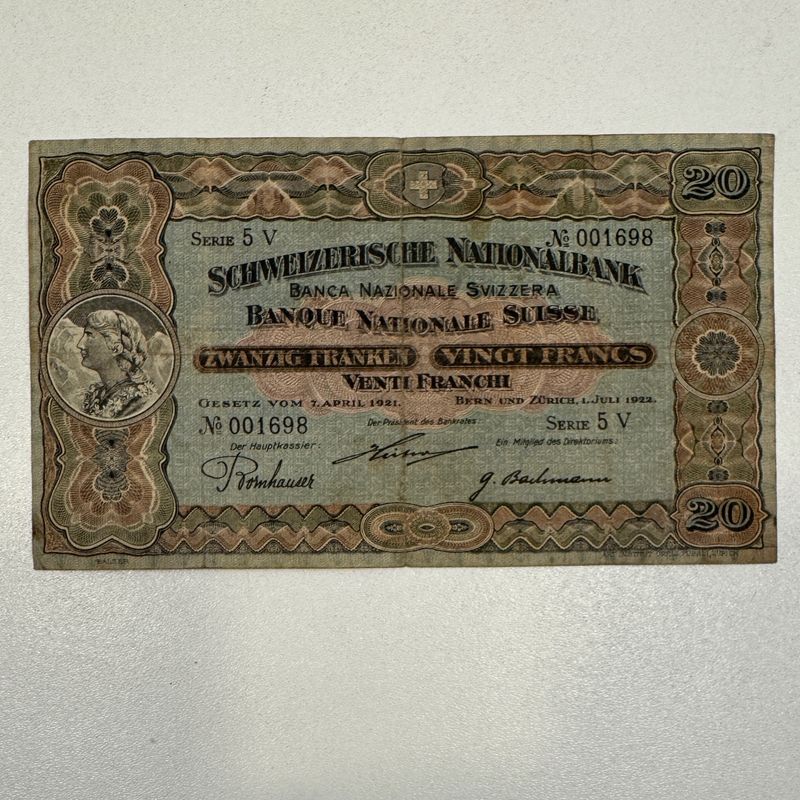 20
SERIE 5 V № 001698
SCHWEIZERISCHE NATIONALBANK
BANCA NAZIONALE SVIZZERA
BANQUE NATIONALE SUISSE
ZWANZIG FRANKEN VINGT FRANCS
VENTI FRANCHI
GESETZ VOM 7. APRIL 1921. BERN UND ZÜRICH, 1. JULI 1922.
№ 001698 SERIE 5 V
Der Hauptkassier: Der Präsident des Bankrates: Ein Mitglied des Direktoriums:
Bornhauser G. Bachmann
20
BALZER